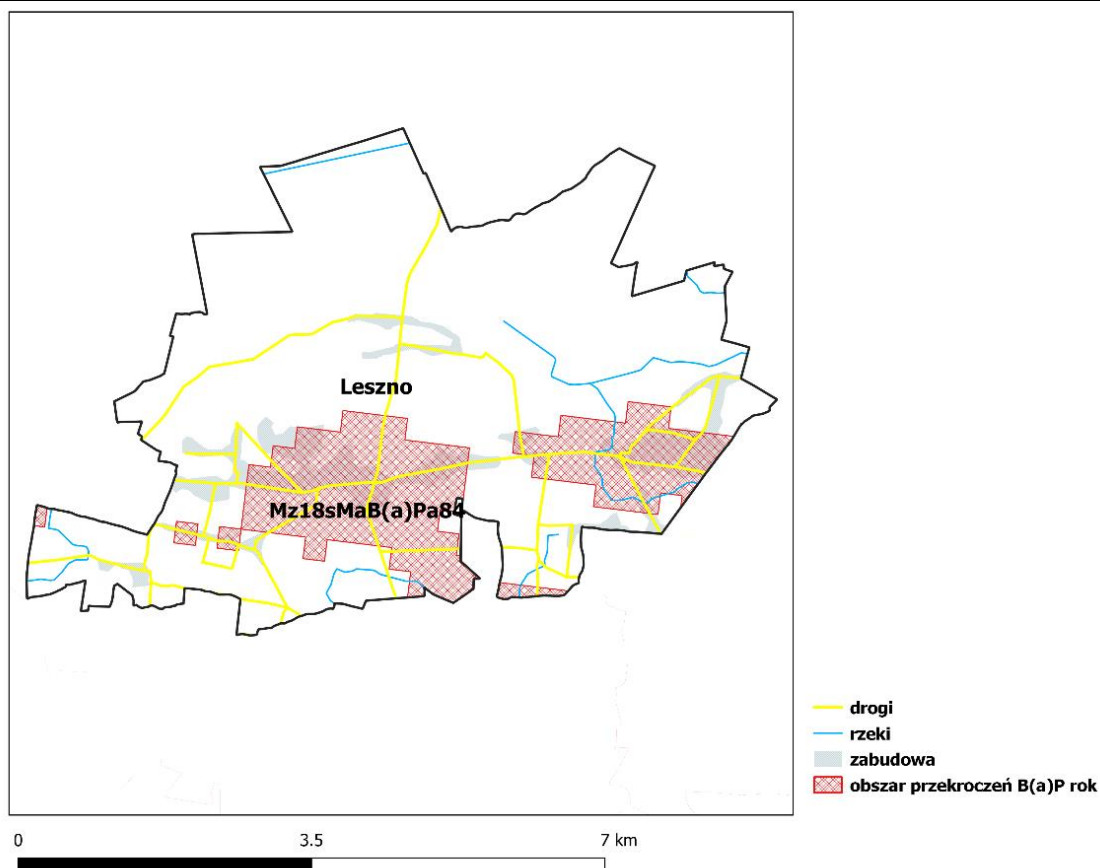 Leszno
Mz18sMaB(a)Pa84
drogi
rzeki
zabudowa
obszar przekroczeń B(a)P rok
0 3.5 7 km